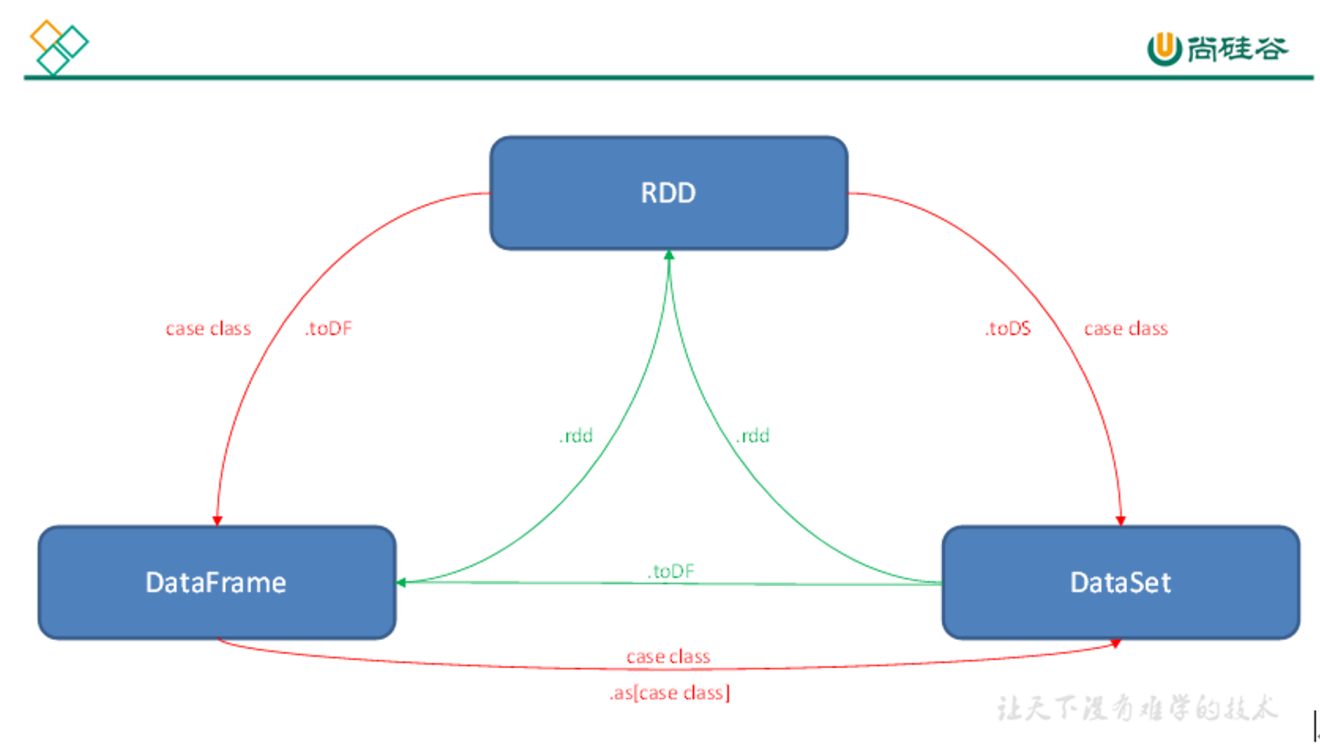 尚硅谷
RDD
case class
.toDF
.toDS
case class
.rdd
.rdd
DataFrame
.toDF
DataSet
case class
.as[case class]
让天下没有难学的技术